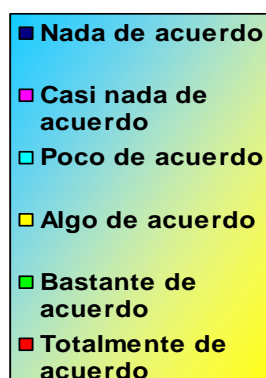 Nada de acuerdo
Casi nada de
acuerdo
Poco de acuerdo
Algo de acuerdo
Bastante de
acuerdo
Totalmente de
acuerdo